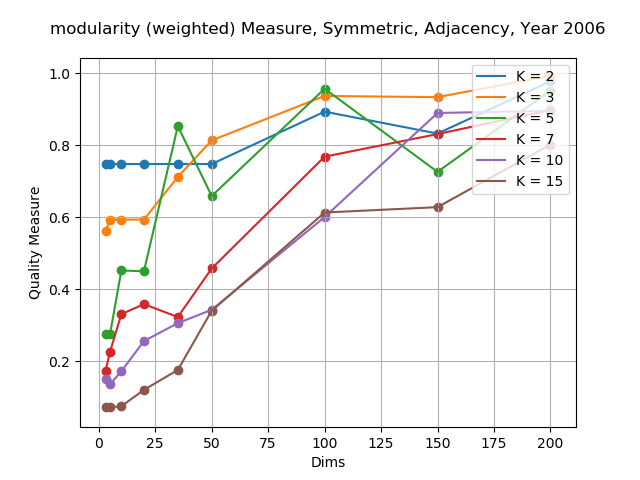 modularity (weighted) Measure, Symmetric, Adjacency, Year 2006
1.0
0.8
0.6
0.4
0.2
Quality Measure
K = 2
K = 3
K = 5
K = 7
K = 10
K = 15
0 25 50 75 100 125 150 175 200
Dims